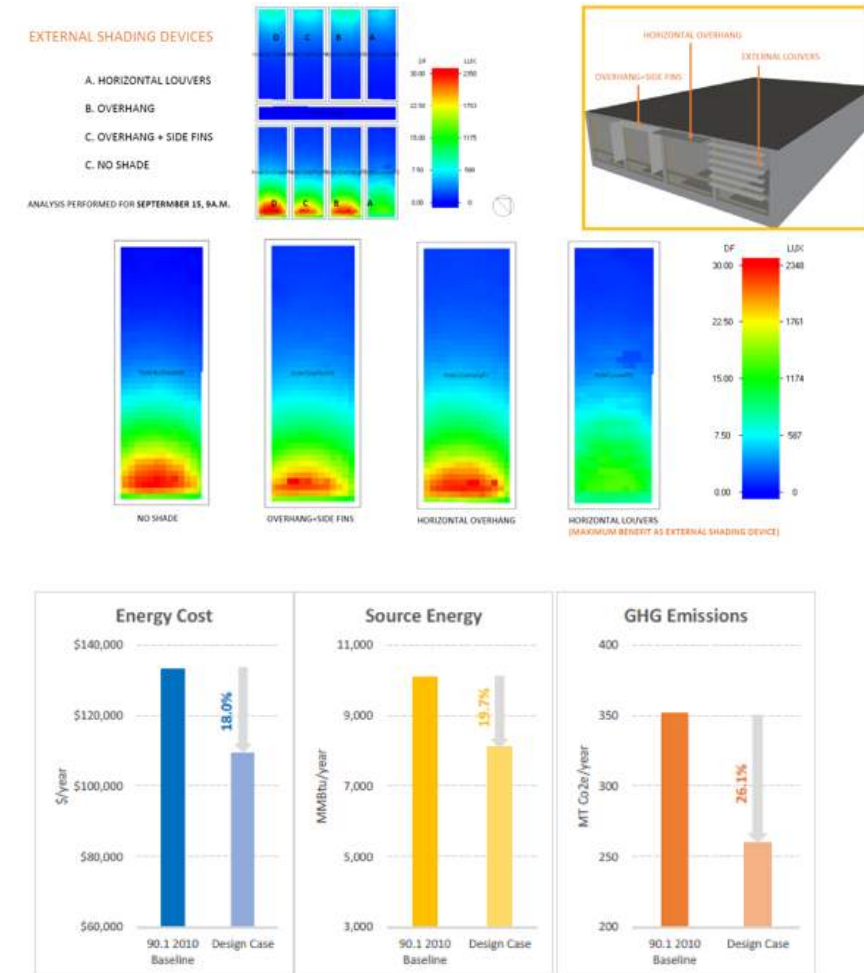 EXTERNAL SHADING DEVICES
A. HORIZONTAL LOUVERS
B. OVERHANG
C. OVERHANG + SIDE FINS
C. NO SHADE
ANALYSIS PERFORMED FOR SEPTERMBER 15, 9A.M.
D C B A
D C B A
DF LUX
30.00 2350
22.50 1763
15.00 1175
7.50 588
0.00 0
HORIZONTAL OVERHANG
EXTERNAL LOUVERS
OVERHANG+SIDE FINS
NO SHADE
OVERHANG+SIDE FINS
HORIZONTAL OVERHANG
HORIZONTAL LOUVERS
(MAXIMUM BENEFIT AS EXTERNAL SHADING DEVICE)
DF LUX
30.00 2348
22.50 1761
15.00 1174
7.50 587
0.00 0
Energy Cost
$140,000
$120,000
$100,000
$80,000
$60,000
$/year
18.0%
90.1 2010
Baseline
Design Case
Source Energy
11,000
9,000
7,000
5,000
3,000
MMBtu/year
19.7%
90.1 2010
Baseline
Design Case
GHG Emissions
400
350
300
250
200
MT Co2e/year
26.1%
90.1 2010
Baseline
Design Case